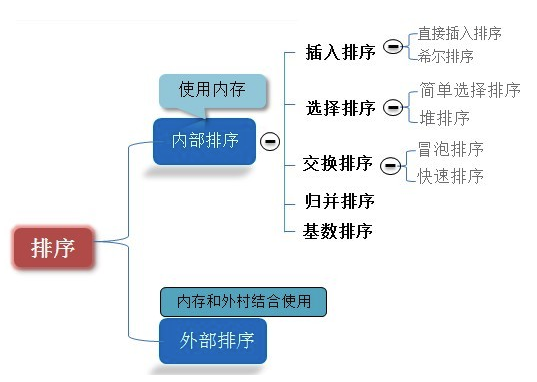 插入排序
直接插入排序
希尔排序
使用内存
选择排序
简单选择排序
堆排序
内部排序
交换排序
冒泡排序
快速排序
归并排序
基数排序
排序
内存和外村结合使用
外部排序